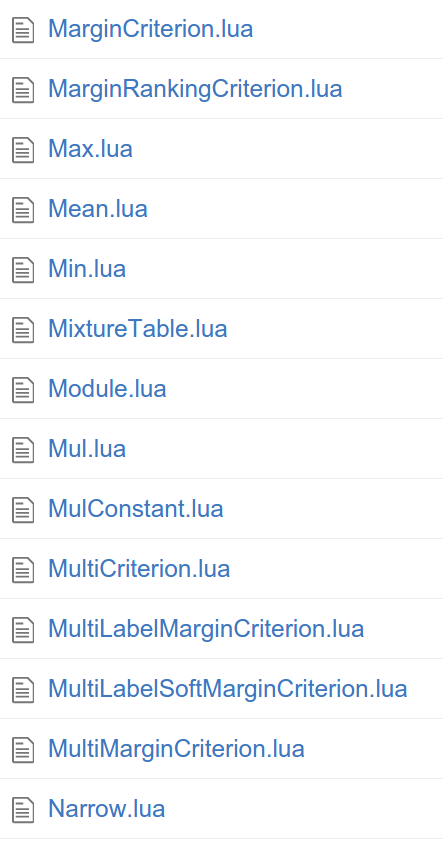 MarginCriterion.lua
MarginRankingCriterion.lua
Max.lua
Mean.lua
Min.lua
MixtureTable.lua
Module.lua
Mul.lua
MulConstant.lua
MultiCriterion.lua
MultiLabelMarginCriterion.lua
MultiLabelSoftMarginCriterion.lua
MultiMarginCriterion.lua
Narrow.lua